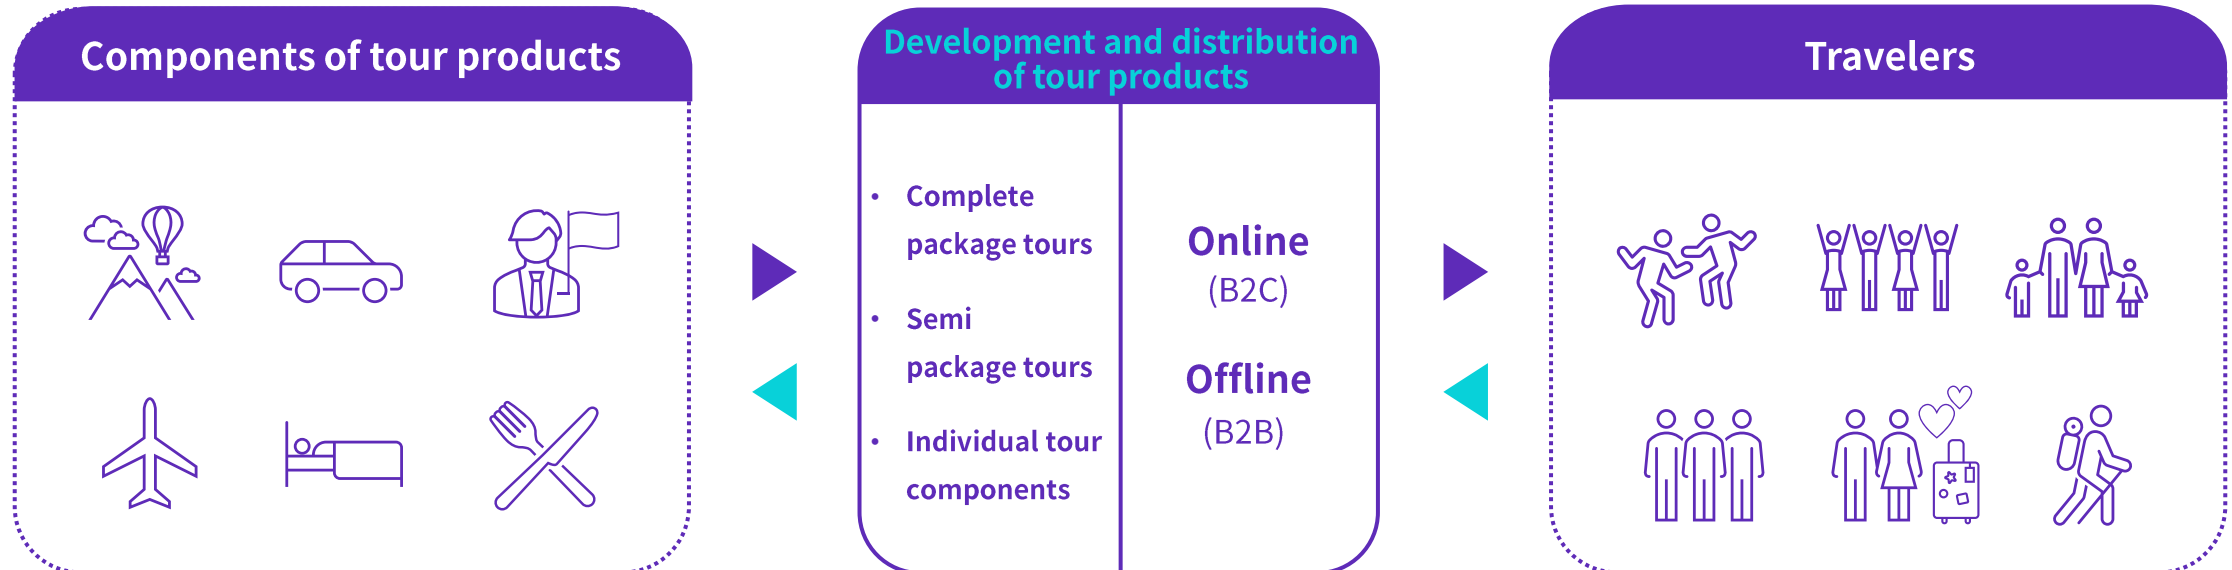 Components of tour products
Development and distribution
of tour products
• Complete
package tours
• Semi
package tours
• Individual tour
components
Online
(B2C)
Offline
(B2B)
Travelers